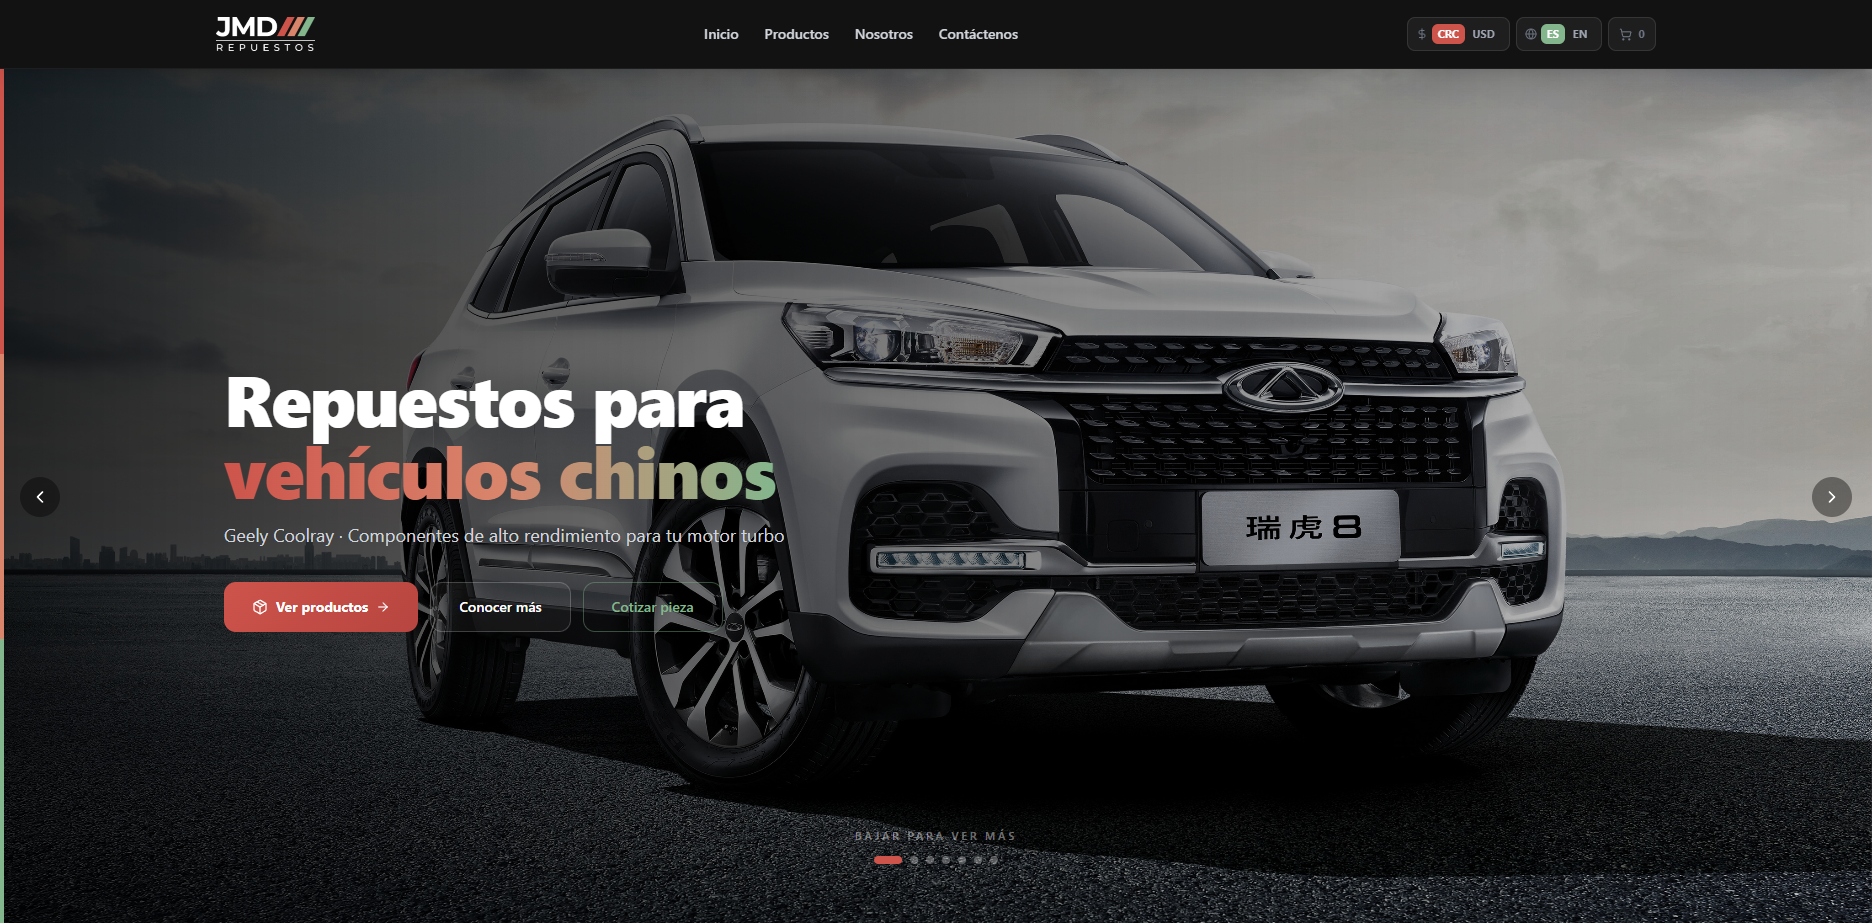 JMD
REPUESTOS
Inicio
Productos
Nosotros
Contáctenos
$ CRC USD
ES EN
0
Repuestos para
vehículos chinos
Geely Coolray · Componentes de alto rendimiento para tu motor turbo
Ver productos →
Conocer más
Cotizar pieza
瑞虎8
BAJAR PARA VER MÁS